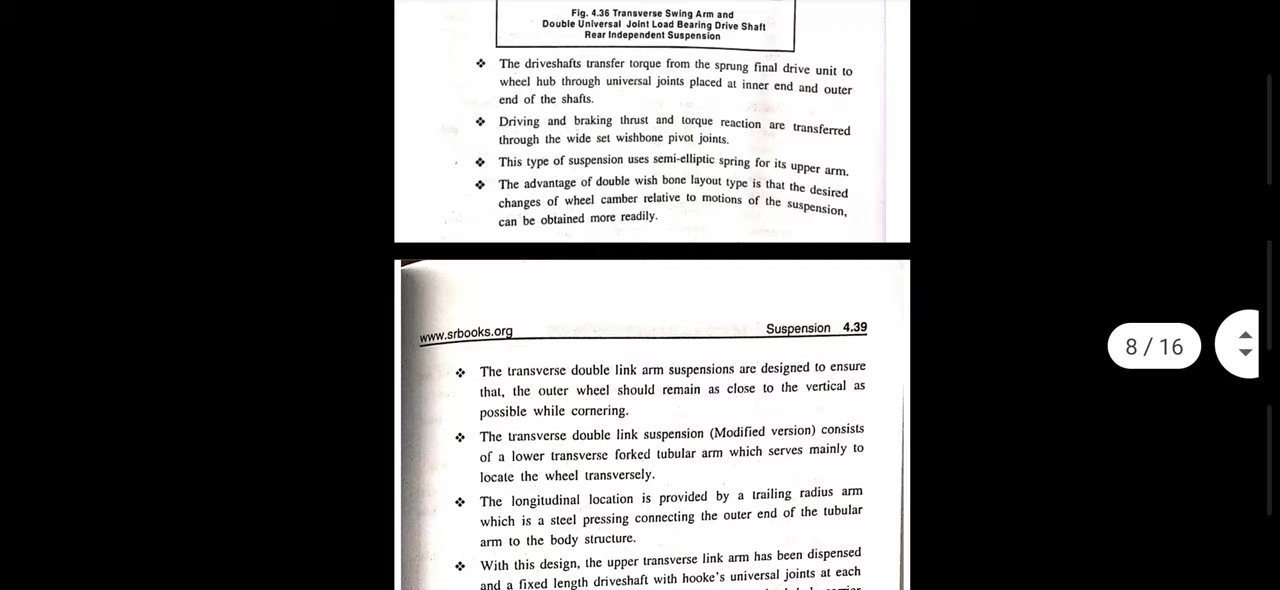 Fig. 4.36 Transverse Swing Arm and
Double Universal Joint Load Bearing Drive Shaft
Rear Independent Suspension
❖ The driveshafts transfer torque from the sprung final drive unit to
wheel hub through universal joints placed at inner end and outer
end of the shafts.
❖ Driving and braking thrust and torque reaction are transferred
through the wide set wishbone pivot joints.
❖ This type of suspension uses semi-elliptic spring for its upper arm.
❖ The advantage of double wish bone layout type is that the desired
changes of wheel camber relative to motions of the suspension,
can be obtained more readily.
www.srbooks.org Suspension 4.39
❖ The transverse double link arm suspensions are designed to ensure
that, the outer wheel should remain as close to the vertical as
possible while cornering.
❖ The transverse double link suspension (Modified version) consists
of a lower transverse forked tubular arm which serves mainly to
locate the wheel transversely.
❖ The longitudinal location is provided by a trailing radius arm
which is a steel pressing connecting the outer end of the tubular
arm to the body structure.
❖ With this design, the upper transverse link arm has been dispensed
and a fixed length driveshaft with hooke's universal joints at each
8 / 16